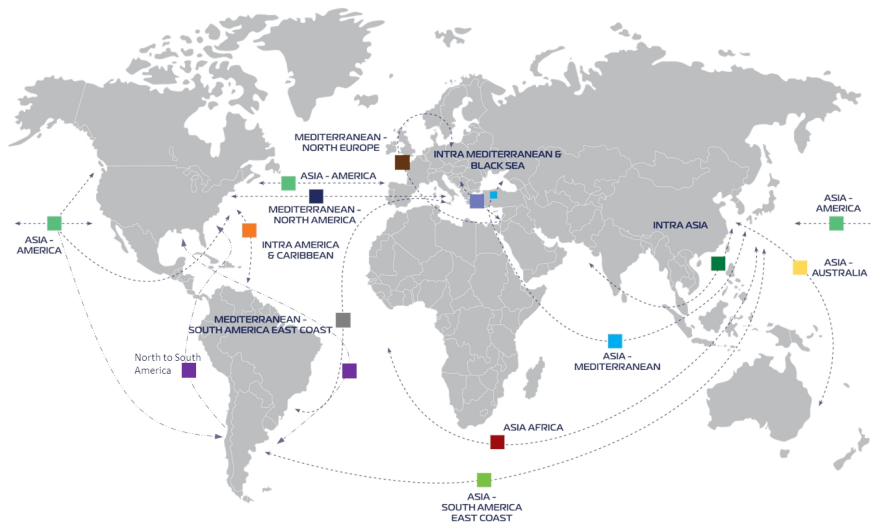 MEDITERRANEAN -
NORTH EUROPE
INTRA MEDITERRANEAN &
BLACK SEA
ASIA - AMERICA
MEDITERRANEAN -
NORTH AMERICA
ASIA -
AMERICA
INTRA AMERICA
& CARIBBEAN
INTRA ASIA
ASIA -
AMERICA
ASIA -
AUSTRALIA
MEDITERRANEAN -
SOUTH AMERICA EAST COAST
North to South
America
ASIA -
MEDITERRANEAN
ASIA AFRICA
ASIA -
SOUTH AMERICA
EAST COAST